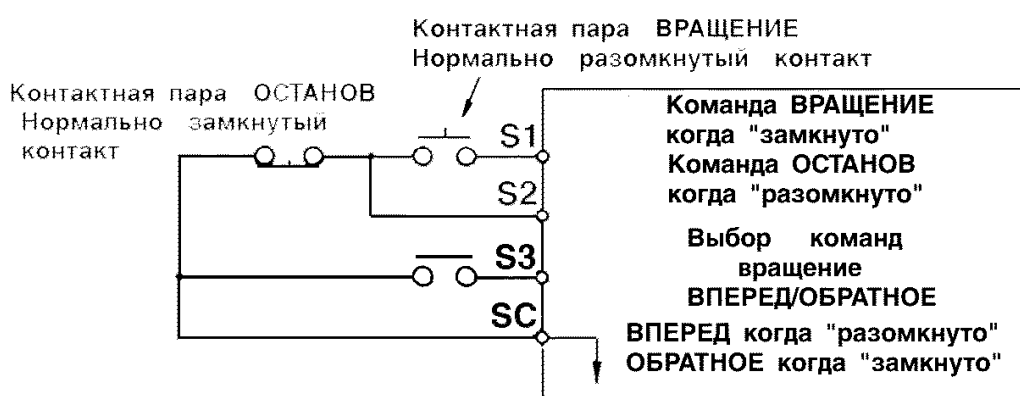 Контактная пара ВРАЩЕНИЕ
Нормально разомкнутый контакт
Контактная пара ОСТАНОВ
Нормально замкнутый
контакт
S1
S2
S3
SC
Команда ВРАЩЕНИЕ
когда "замкнуто"
Команда ОСТАНОВ
когда "разомкнуто"
Выбор команд
вращение
ВПЕРЕД/ОБРАТНОЕ
ВПЕРЕД когда "разомкнуто"
ОБРАТНОЕ когда "замкнуто"